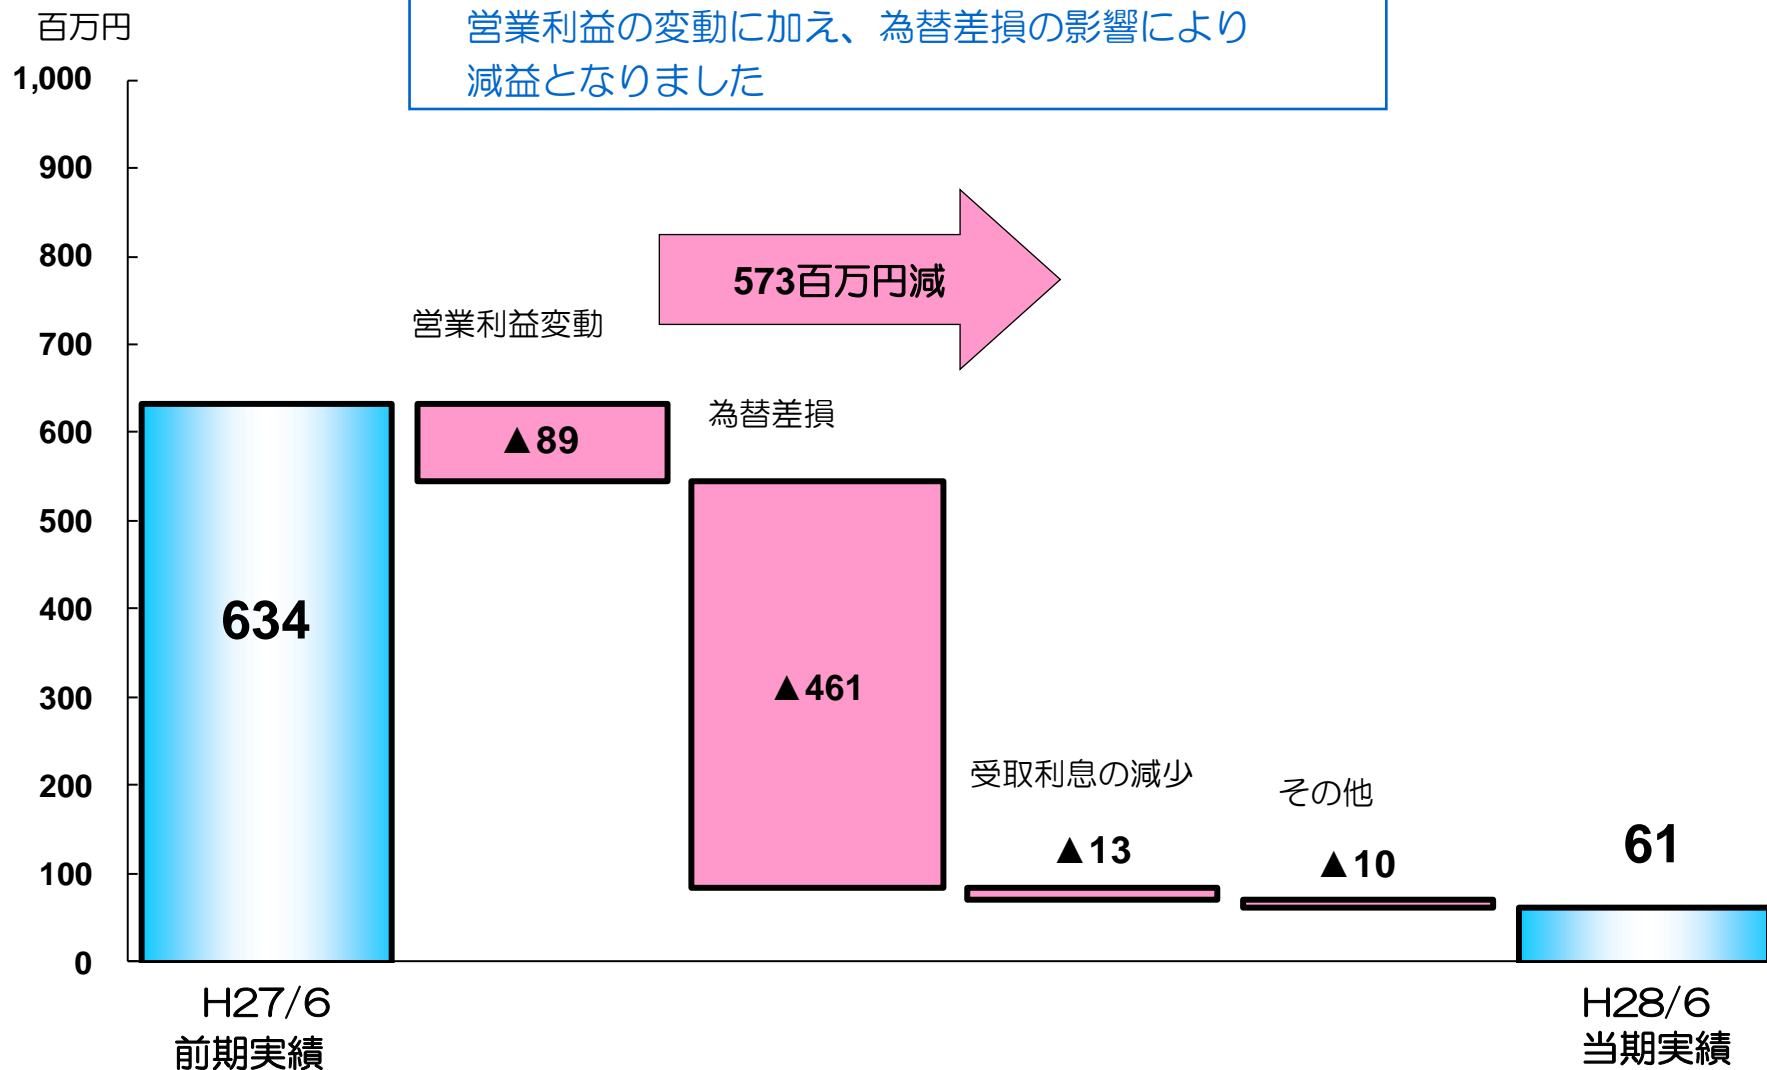 百万円
営業利益の変動に加え、為替差損の影響により
減益となりました
1,000
900
800
700
600
500
400
300
200
100
0
573百万円減
営業利益変動
為替差損
▲89
634
▲461
受取利息の減少
その他
▲13
▲10
61
H27/6
前期実績
H28/6
当期実績